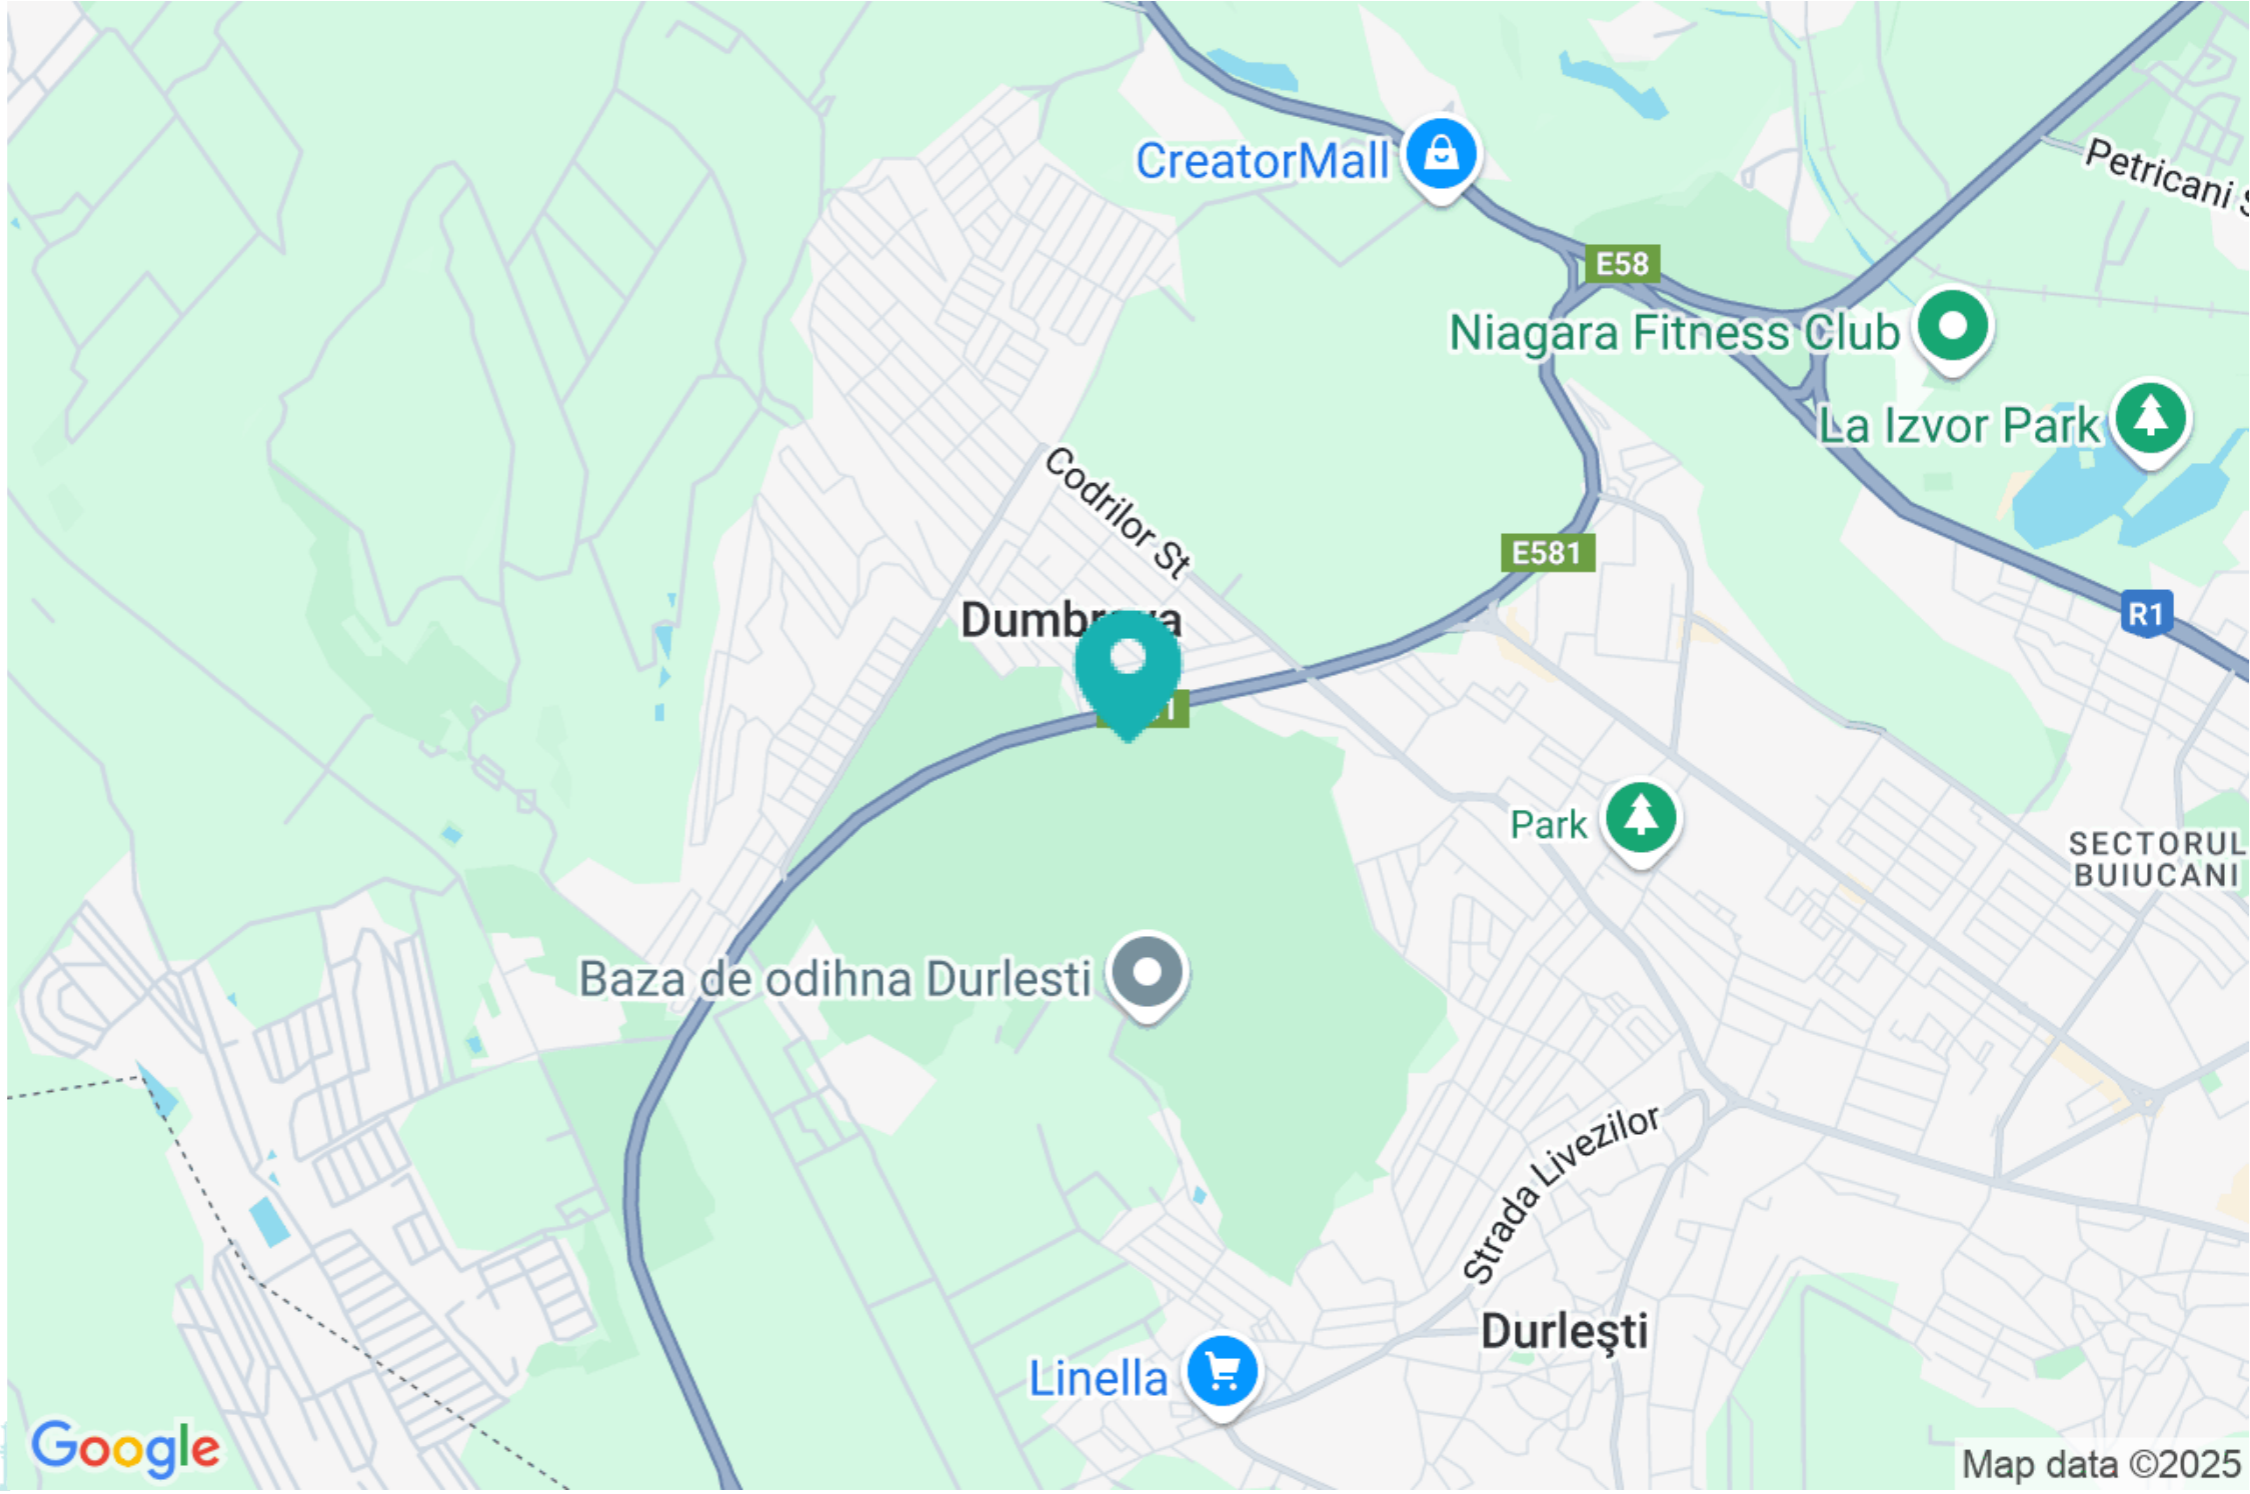 CreatorMall
Petricani
E58
Niagara Fitness Club
La Izvor Park
Codrilor St
E581
R1
Park
SECTORUL
BUIUCANI
Baza de odihna Durlesti
Strada Livezilor
Durleşti
Linella
Google
Map data ©2025